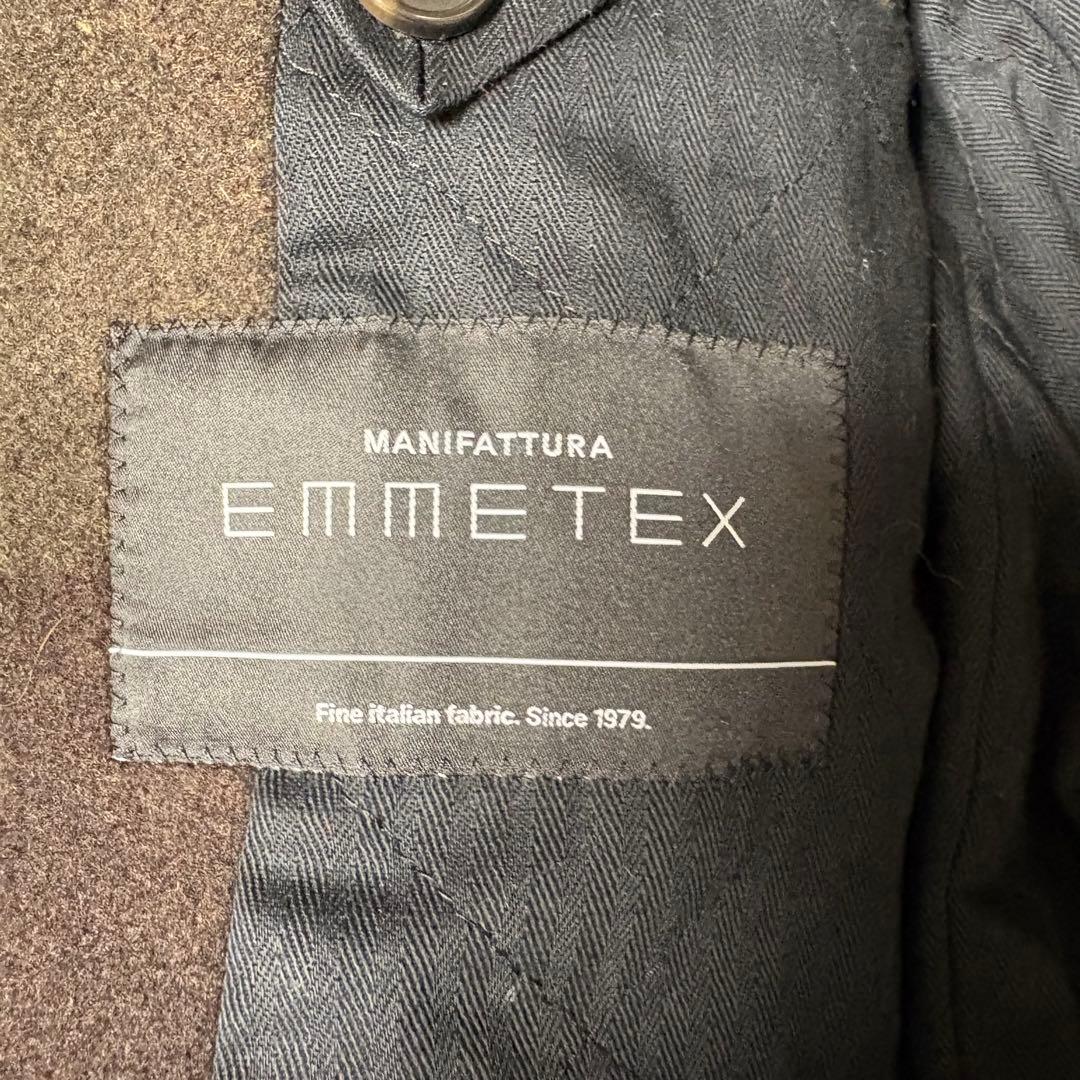 MANIFATTURA
EMMETEX
Fine italian fabric. Since 1979.